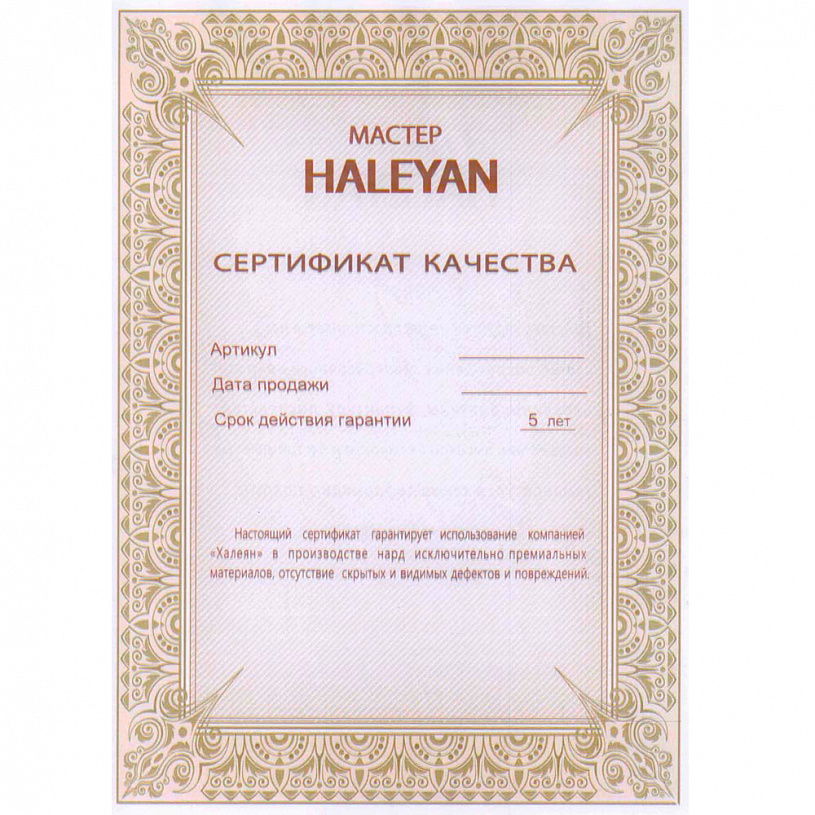 МАСТЕР
HALEYAN
СЕРТИФИКАТ КАЧЕСТВА
Артикул
Дата продажи
Срок действия гарантии 5 лет
Настоящий сертификат гарантирует использование компанией
«Халеян» в производстве нард исключительно премиальных
материалов, отсутствие скрытых и видимых дефектов и повреждений.